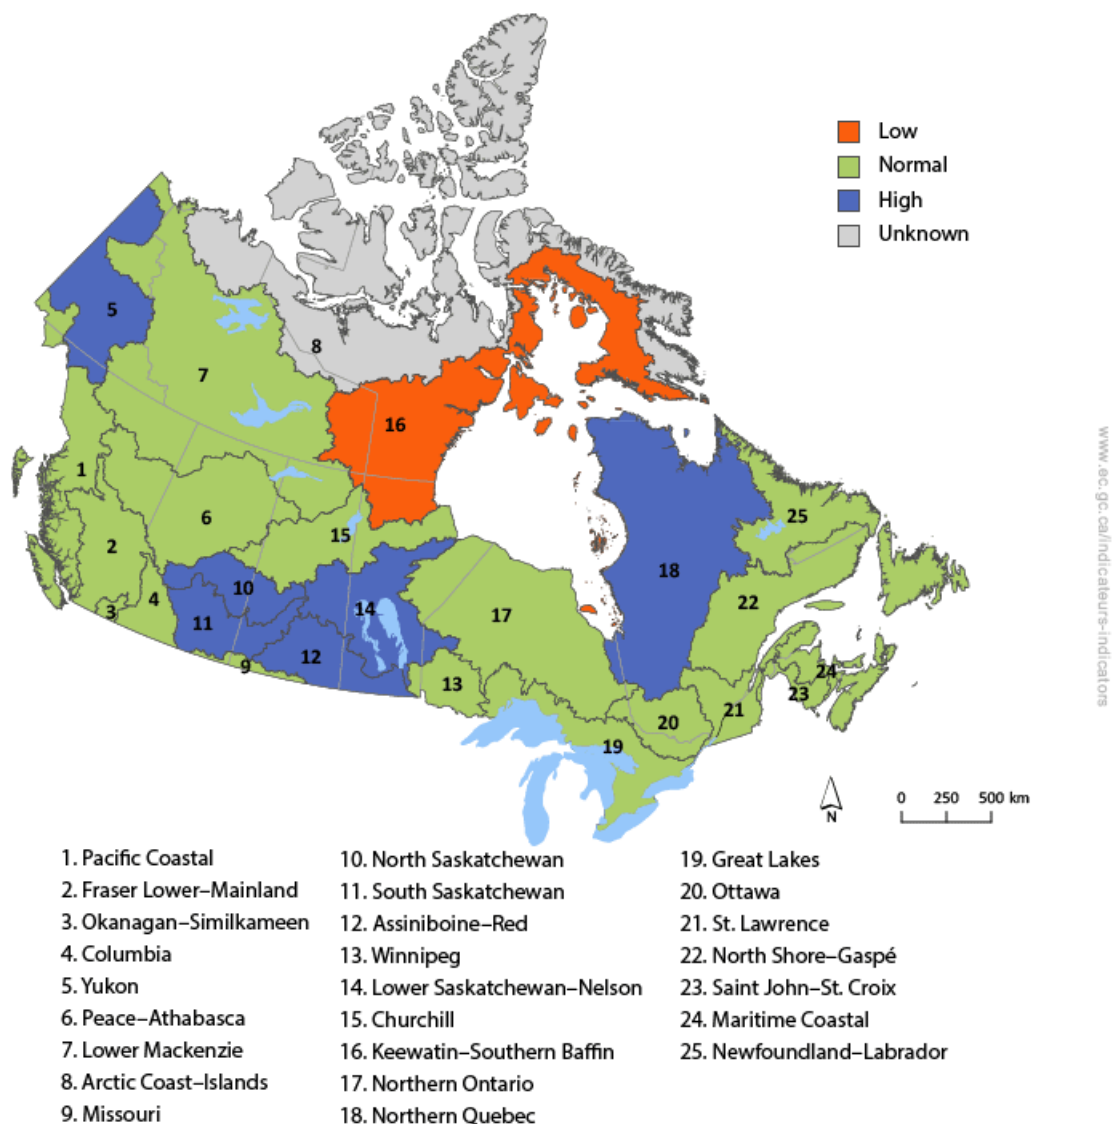 Low
Normal
High
Unknown
5
8
7
16
1
6
15
2
25
18
10
4
14
22
3
11
17
12
9
13
24
23
21
20
19
www.ec.gc.ca/indicateurs-indicators
N
0 250 500 km
1. Pacific Coastal
2. Fraser Lower–Mainland
3. Okanagan–Similkameen
4. Columbia
5. Yukon
6. Peace–Athabasca
7. Lower Mackenzie
8. Arctic Coast–Islands
9. Missouri
10. North Saskatchewan
11. South Saskatchewan
12. Assiniboine–Red
13. Winnipeg
14. Lower Saskatchewan–Nelson
15. Churchill
16. Keewatin–Southern Baffin
17. Northern Ontario
18. Northern Quebec
19. Great Lakes
20. Ottawa
21. St. Lawrence
22. North Shore–Gaspé
23. Saint John–St. Croix
24. Maritime Coastal
25. Newfoundland–Labrador